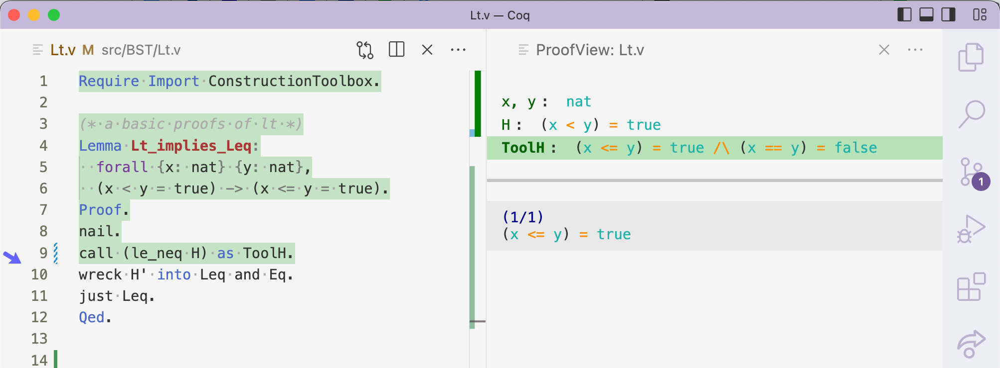 Lt.v — Coq
Lt.v M src/BST/Lt.v
1 Require Import ConstructionToolbox.
2
3 (* a basic proofs of lt *)
4 Lemma Lt_implies_Leq:
5 forall {x: nat} {y: nat},
6 (x < y = true) -> (x <= y = true).
7 Proof.
8 nail.
9 call (le_neq H) as ToolH.
10 wreck H' into Leq and Eq.
11 just Leq.
12 Qed.
13
14
ProofView: Lt.v
x, y : nat
H : (x < y) = true
ToolH : (x <= y) = true /\ (x == y) = false
(1/1)
(x <= y) = true
1